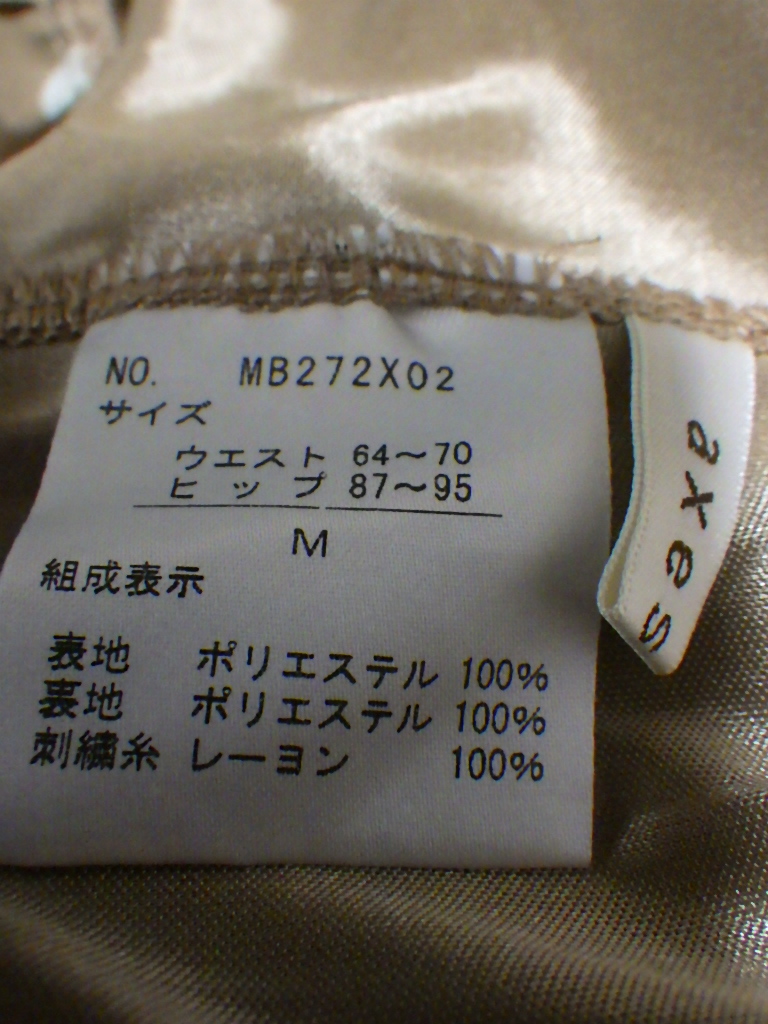 NO. MB272X02
サイズ
ウエスト 64～70
ヒップ 87～95
M
組成表示
表地 ポリエステル 100%
裏地 ポリエステル 100%
刺繍糸 レーヨン 100%
axes